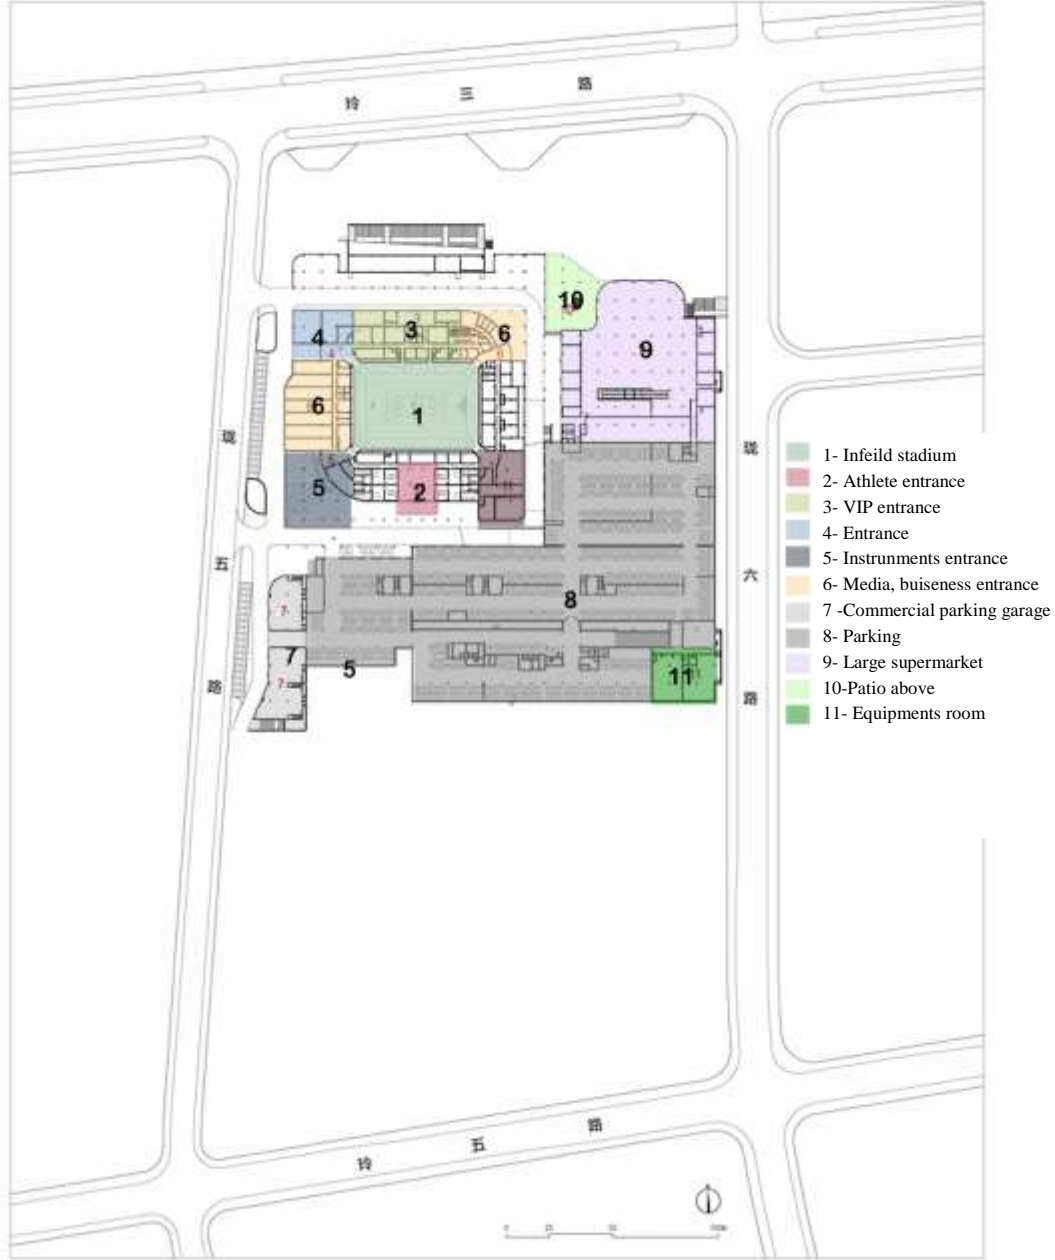 玲 三 路
10
9
4
3
6
6
1
珑
珑
5
2
五
六
8
7
7
7
5
路
路
11
1- Infeild stadium
2- Athlete entrance
3- VIP entrance
4- Entrance
5- Instrunments entrance
6- Media, buiseness entrance
7 -Commercial parking garage
8- Parking
9- Large supermarket
10-Patio above
11- Equipments room
玲 五 路